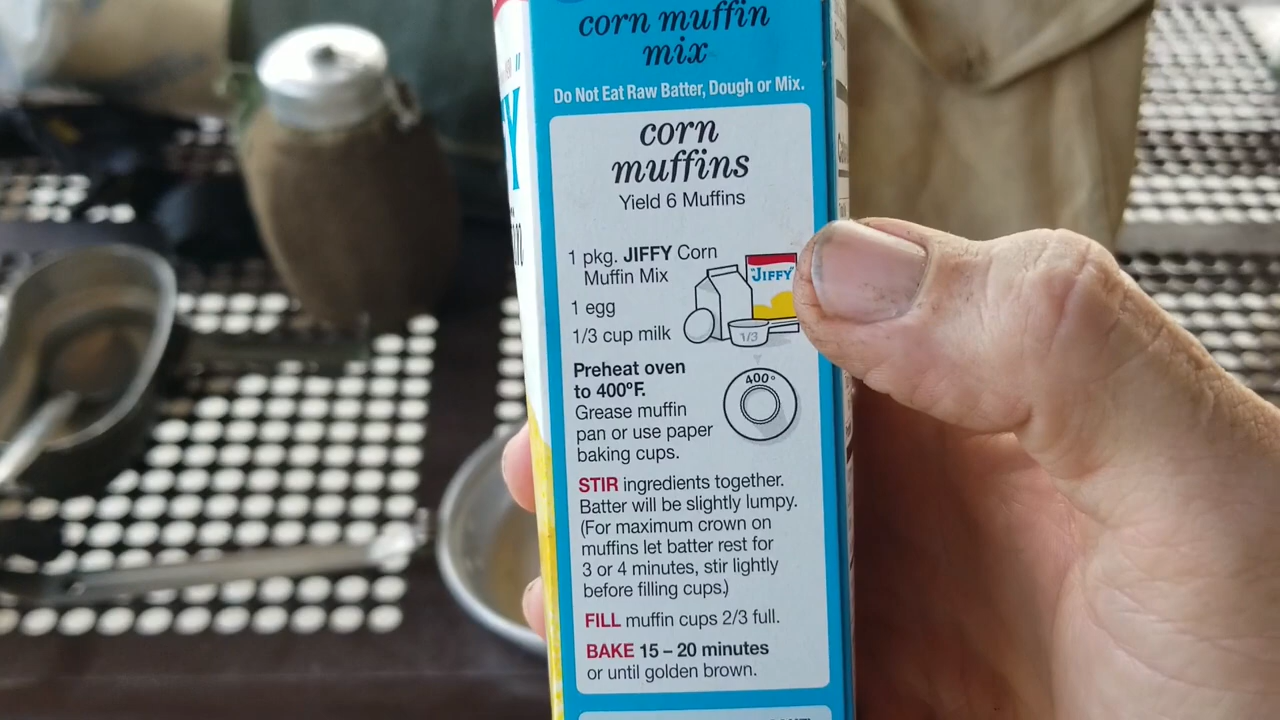 corn muffin
mix
Do Not Eat Raw Batter, Dough or Mix.
corn
muffins
Yield 6 Muffins
1 pkg. JIFFY Corn
Muffin Mix
1 egg
1/3 cup milk
"JIFFY"
1/3
Preheat oven
to 400ºF.
Grease muffin
pan or use paper
baking cups.
400°
STIR ingredients together.
Batter will be slightly lumpy.
(For maximum crown on
muffins let batter rest for
3 or 4 minutes, stir lightly
before filling cups.)
FILL muffin cups 2/3 full.
BAKE 15 – 20 minutes
or until golden brown.